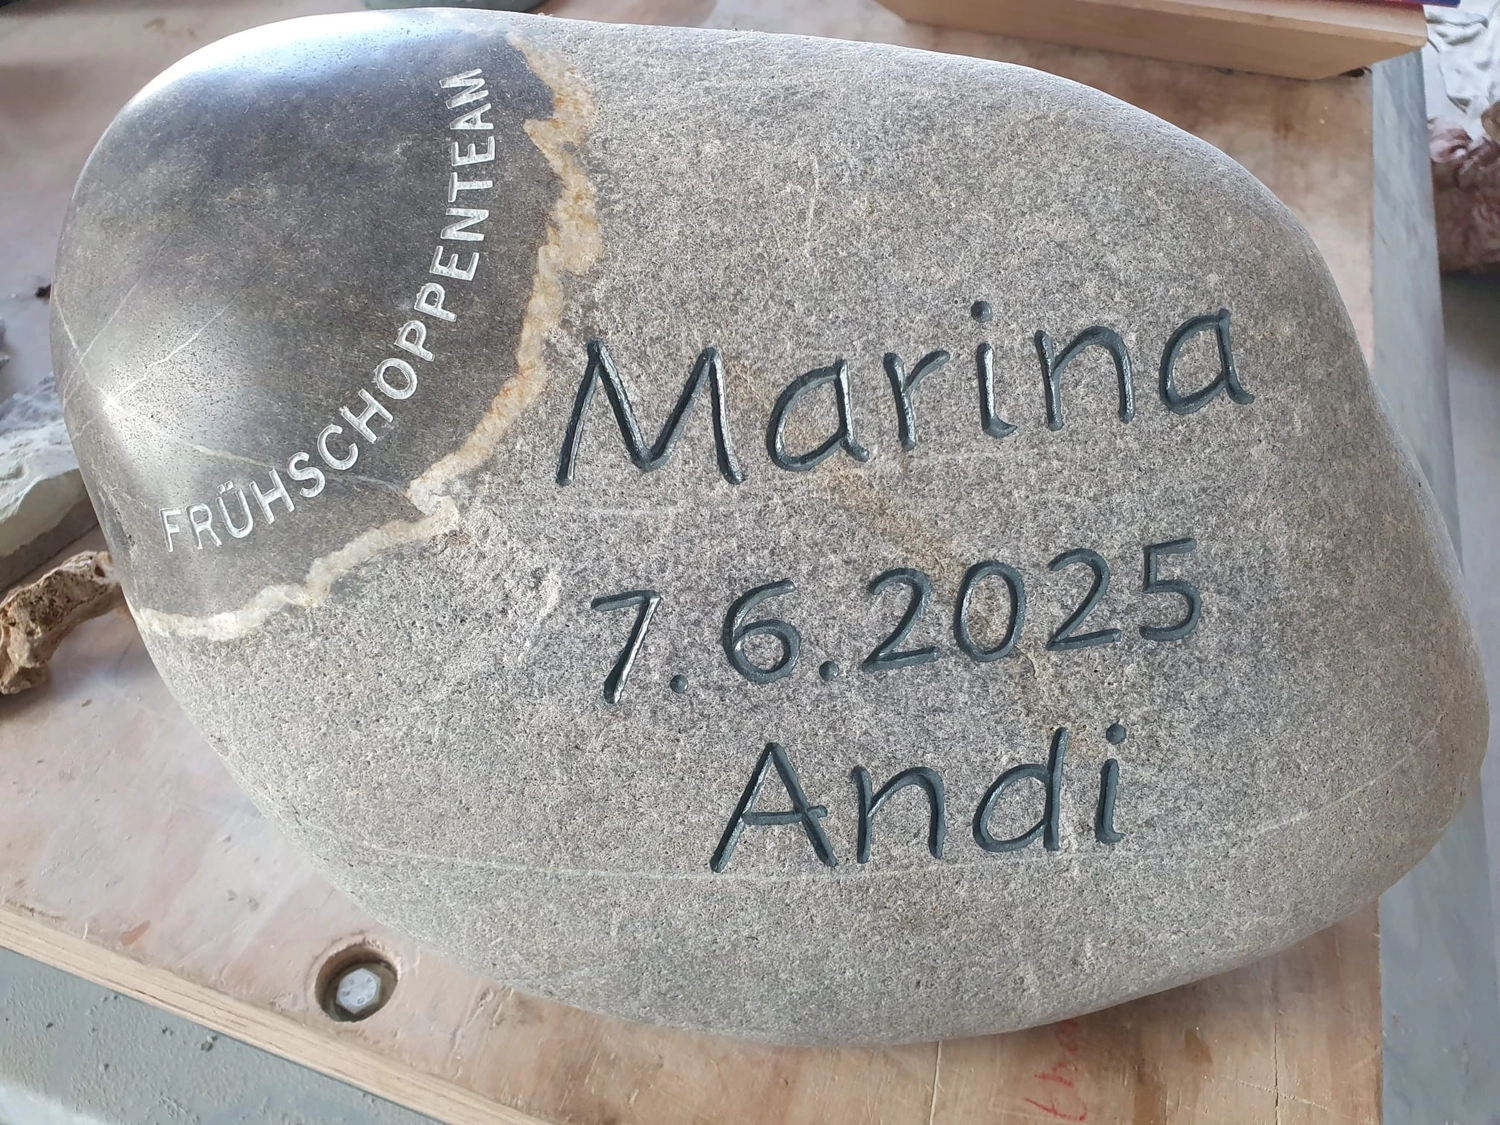 FRÜHSCHOPPENTEAM
Marina
7.6.2025
Andi